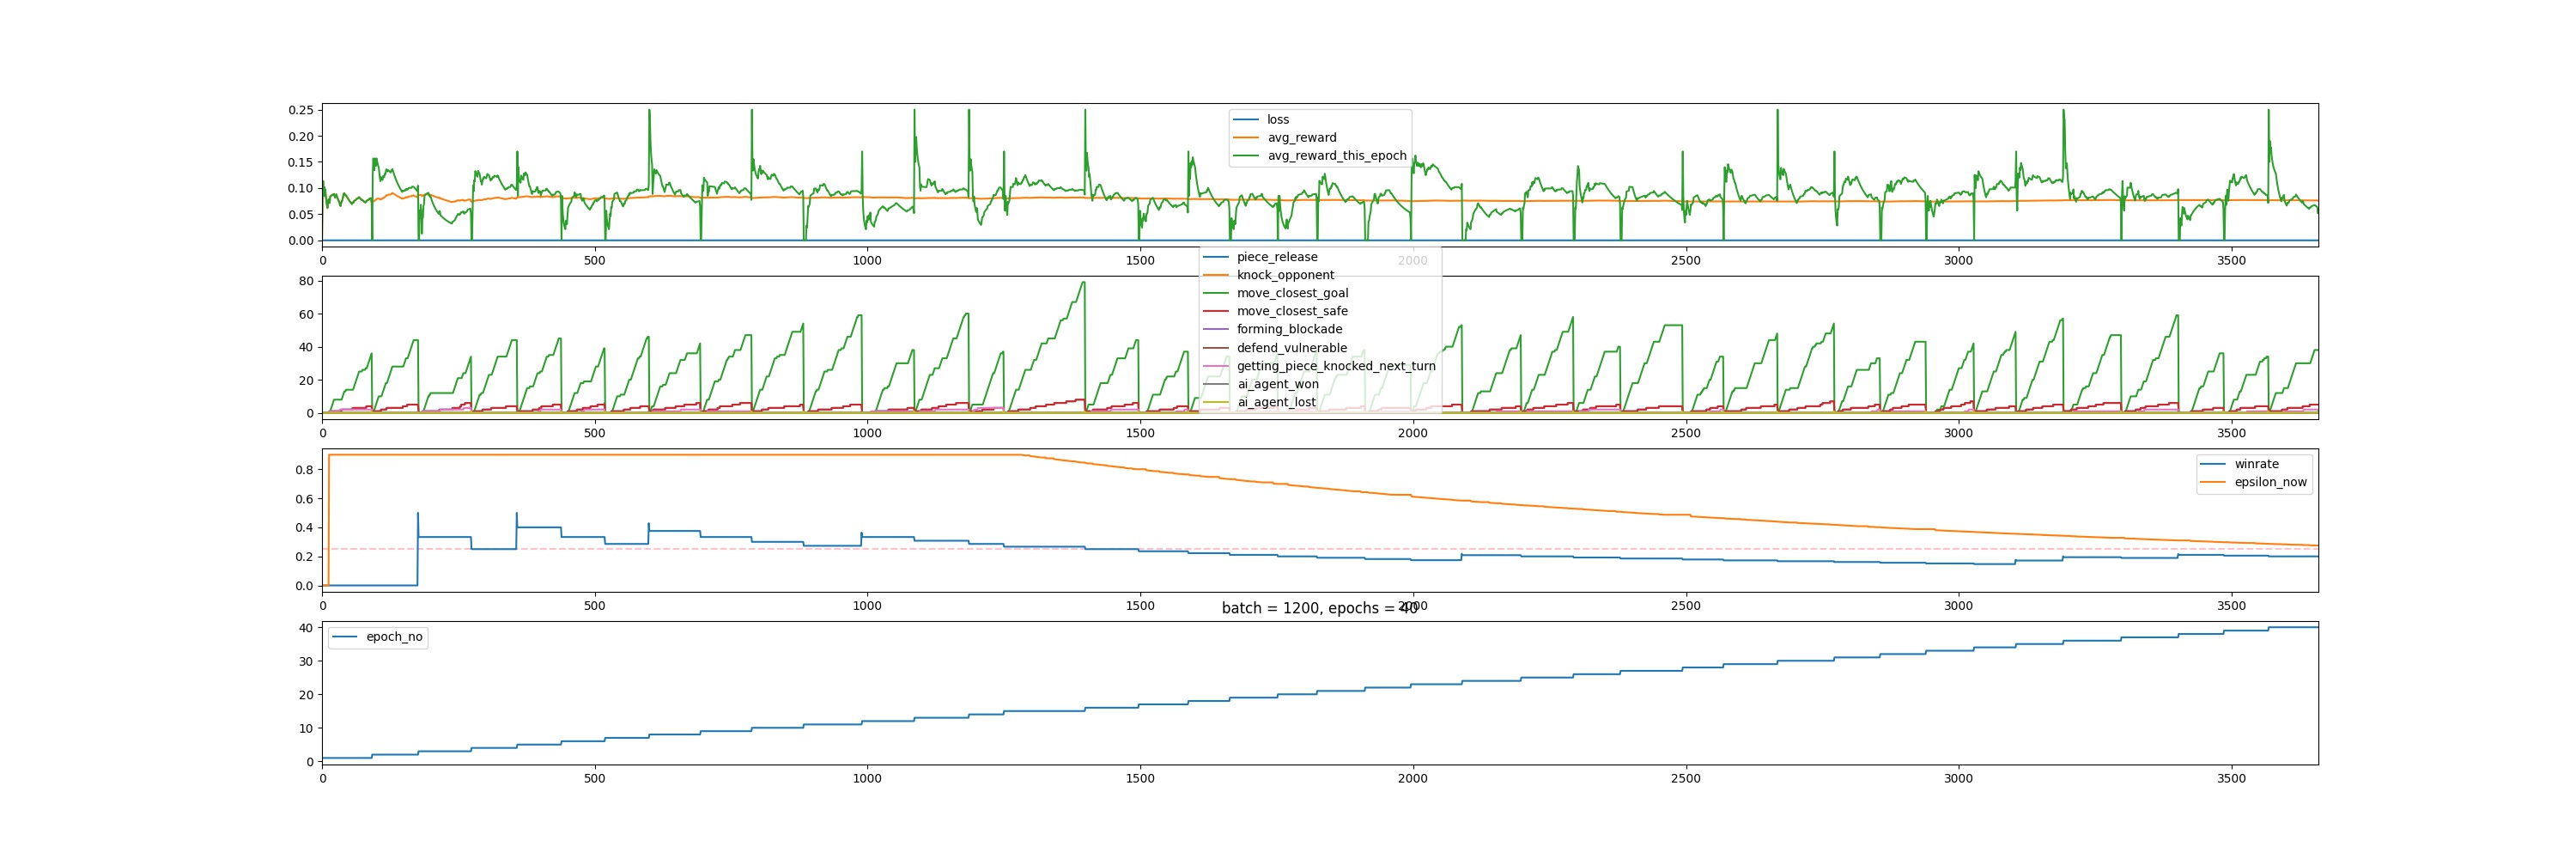 0.25
0.20
0.15
0.10
0.05
0.00
loss
avg_reward
avg_reward_this_epoch
0 500 1000 1500 2000 2500 3000 3500
80
60
40
20
0
piece_release
knock_opponent
move_closest_goal
move_closest_safe
forming_blockade
defend_vulnerable
getting_piece_knocked_next_turn
ai_agent_won
ai_agent_lost
0 500 1000 1500 2000 2500 3000 3500
0.8
0.6
0.4
0.2
0.0
winrate
epsilon_now
0 500 1000 1500 2000 2500 3000 3500
batch = 1200, epochs = 40
40
30
20
10
0
epoch_no
0 500 1000 1500 2000 2500 3000 3500